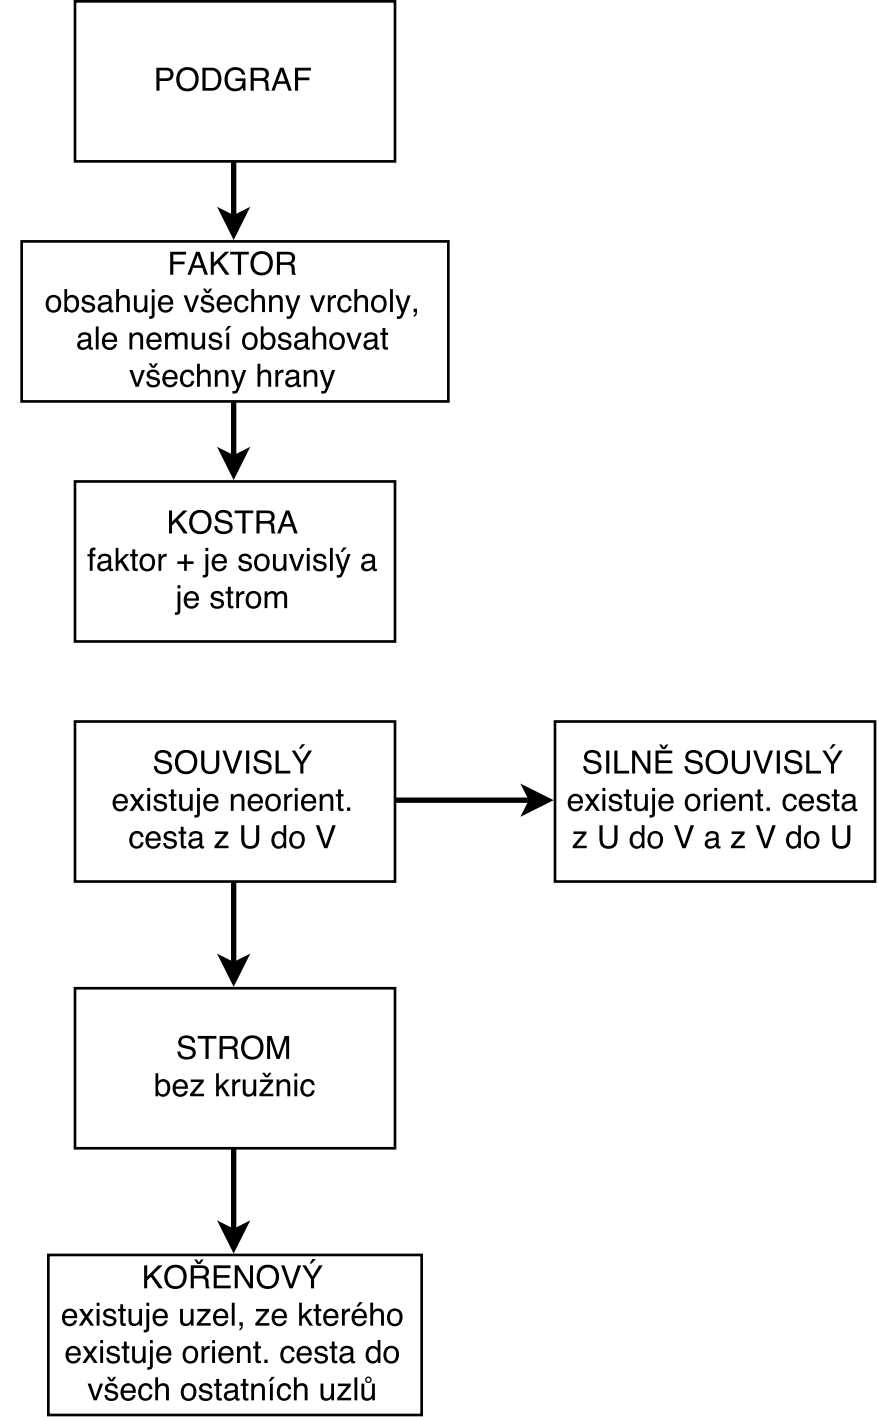 PODGRAF
FAKTOR
obsahuje všechny vrcholy,
ale nemusí obsahovat
všechny hrany
KOSTRA
faktor + je souvislý a
je strom
SOUVISLÝ
existuje neorient.
cesta z U do V
SILNĚ SOUVISLÝ
existuje orient. cesta
z U do V a z V do U
STROM
bez kružnic
KOŘENOVÝ
existuje uzel, ze kterého
existuje orient. cesta do
všech ostatních uzlů